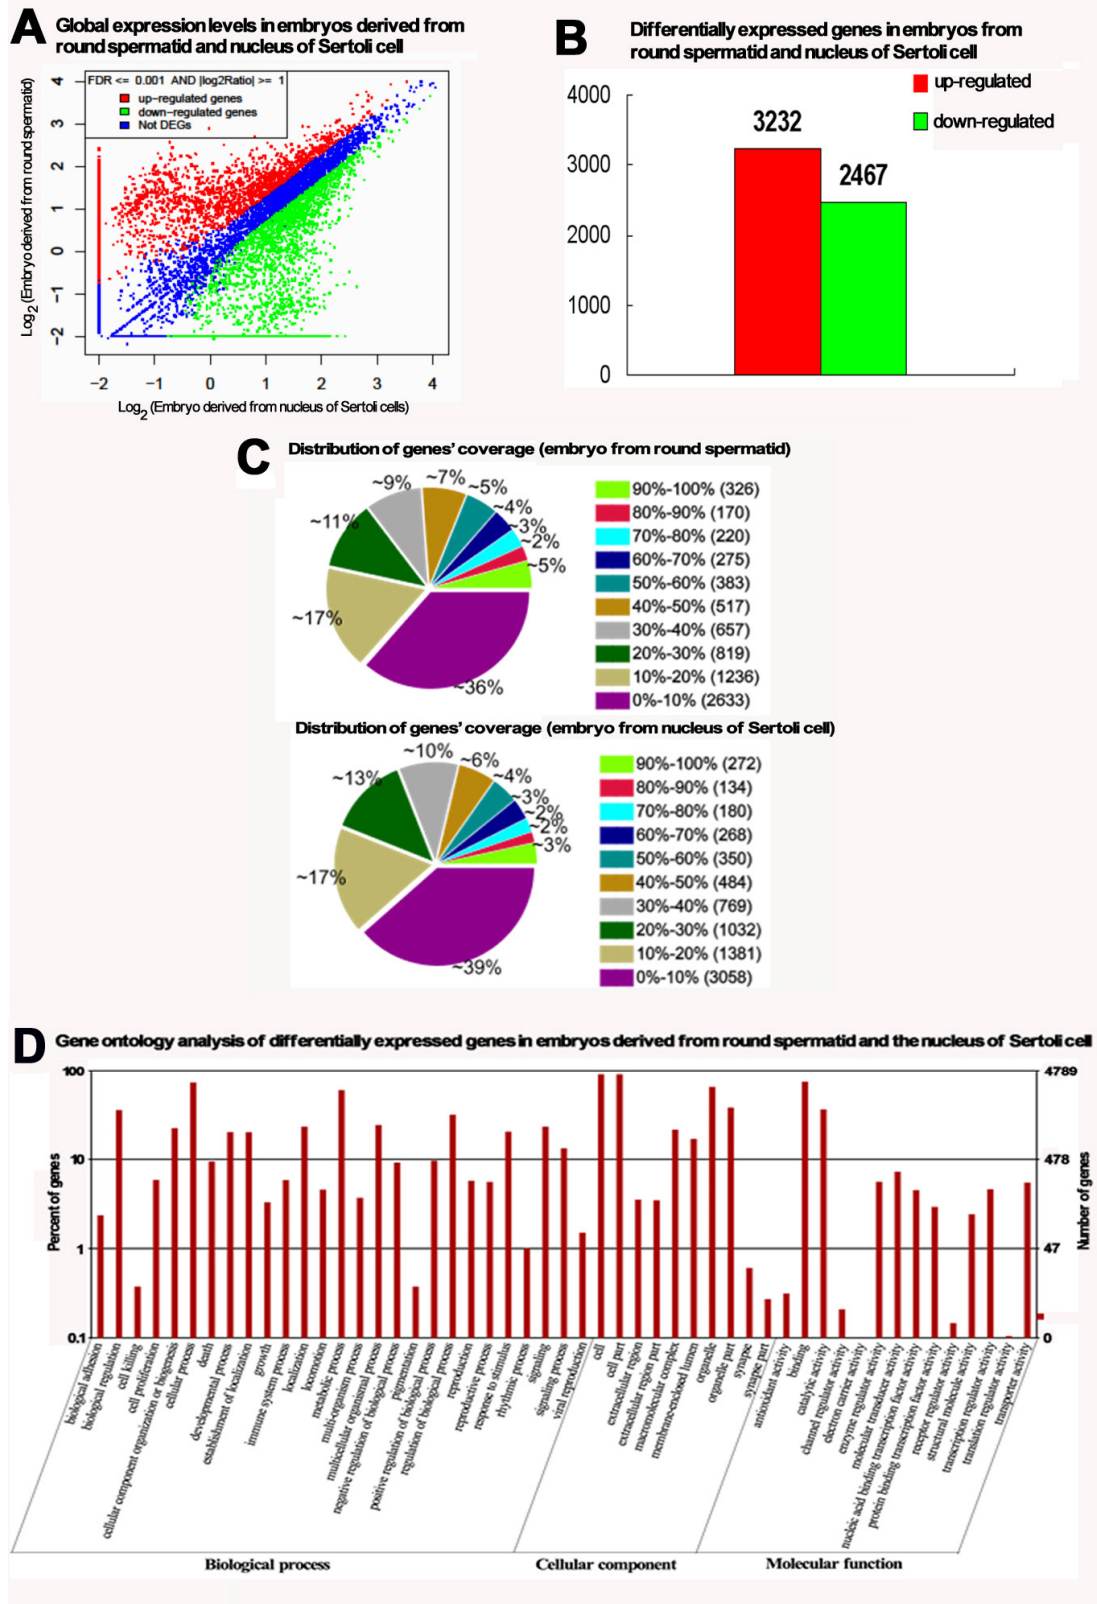 A
Global expression levels in embryos derived from
round spermatid and nucleus of Sertoli cell
FDR <= 0.001 AND |log2Ratio| >= 1
up-regulated genes
down-regulated genes
Not DEGs
Log2 (Embryo derived from round spermatid)
4
3
2
1
0
-1
-2
-2 -1 0 1 2 3 4
Log2 (Embryo derived from nucleus of Sertoli cells)
B
Differentially expressed genes in embryos from
round spermatid and nucleus of Sertoli cell
up-regulated
down-regulated
4000
3000
2000
1000
0
3232
2467
C
Distribution of genes' coverage (embryo from round spermatid)
~9%
~7%
~5%
~4%
~3%
~2%
~5%
~11%
~17%
~36%
90%-100% (326)
80%-90% (170)
70%-80% (220)
60%-70% (275)
50%-60% (383)
40%-50% (517)
30%-40% (657)
20%-30% (819)
10%-20% (1236)
0%-10% (2633)
Distribution of genes' coverage (embryo from nucleus of Sertoli cell)
~10%
~6%
~4%
~3%
~2%
~2%
~3%
~13%
~17%
~39%
90%-100% (272)
80%-90% (134)
70%-80% (180)
60%-70% (268)
50%-60% (350)
40%-50% (484)
30%-40% (769)
20%-30% (1032)
10%-20% (1381)
0%-10% (3058)
D
Gene ontology analysis of differentially expressed genes in embryos derived from round spermatid and the nucleus of Sertoli cell
Percent of genes
100
10
1
0.1
4789
478
47
0
Number of genes
biological adhesion
biological regulation
cell killing
cell proliferation
cellular component organization or biogenesis
cellular process
death
developmental process
establishment of localization
growth
immune system process
localization
locomotion
metabolic process
multi-organism process
multicellular organismal process
negative regulation of biological process
pigmentation
positive regulation of biological process
regulation of biological process
reproduction
reproductive process
response to stimulus
rhythmic process
signaling
signaling process
viral reproduction
cell
cell part
extracellular region
extracellular region part
macromolecular complex
membrane-enclosed lumen
organelle
organelle part
synapse
synapse part
antioxidant activity
binding
catalytic activity
channel regulator activity
electron carrier activity
enzyme regulator activity
molecular transducer activity
nucleic acid binding transcription factor activity
protein binding transcription factor activity
receptor regulator activity
structural molecule activity
transcription regulator activity
translation regulator activity
transporter activity
Biological process
Cellular component
Molecular function